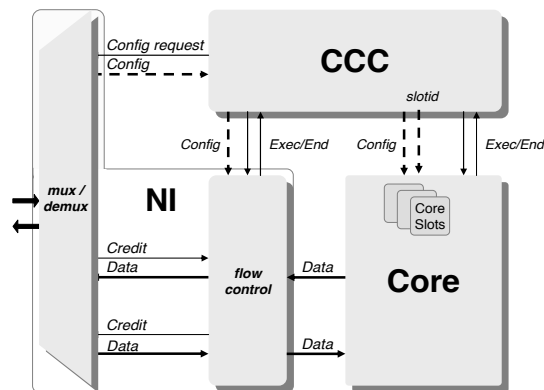 Config request
Config
CCC
slotid
Config
Exec/End
Config
Exec/End
mux /
demux
NI
Core
Slots
Credit
Data
flow
control
Data
Core
Credit
Data
Data